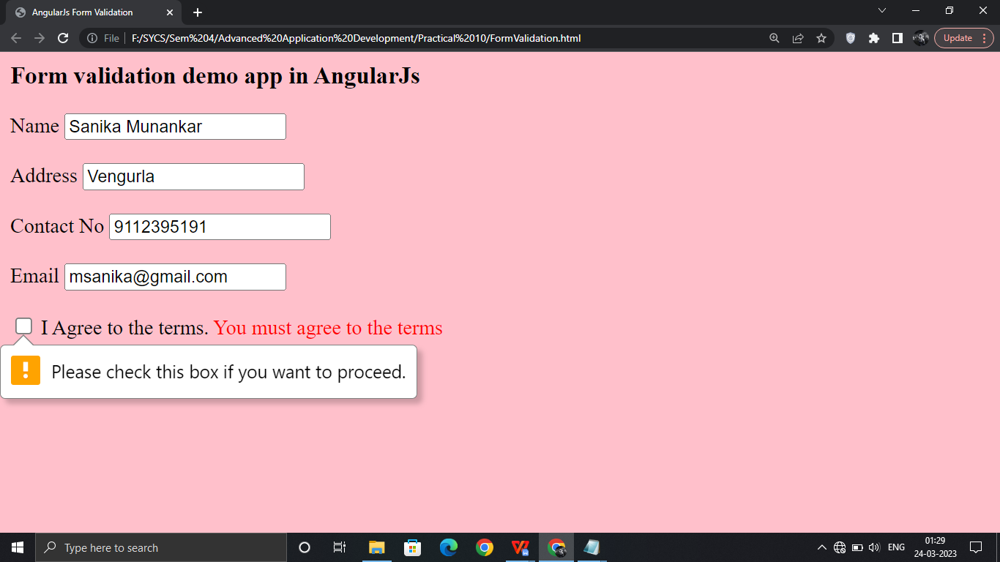 AngularJs Form Validation
File F:/SYCS/Sem%204/Advanced%20Application%20Development/Practical%2010/FormValidation.html Update
Form validation demo app in AngularJs
Name Sanika Munankar
Address Vengurla
Contact No 9112395191
Email msanika@gmail.com
I Agree to the terms. You must agree to the terms
Please check this box if you want to proceed.
Type here to search
ENG
01:29
24-03-2023